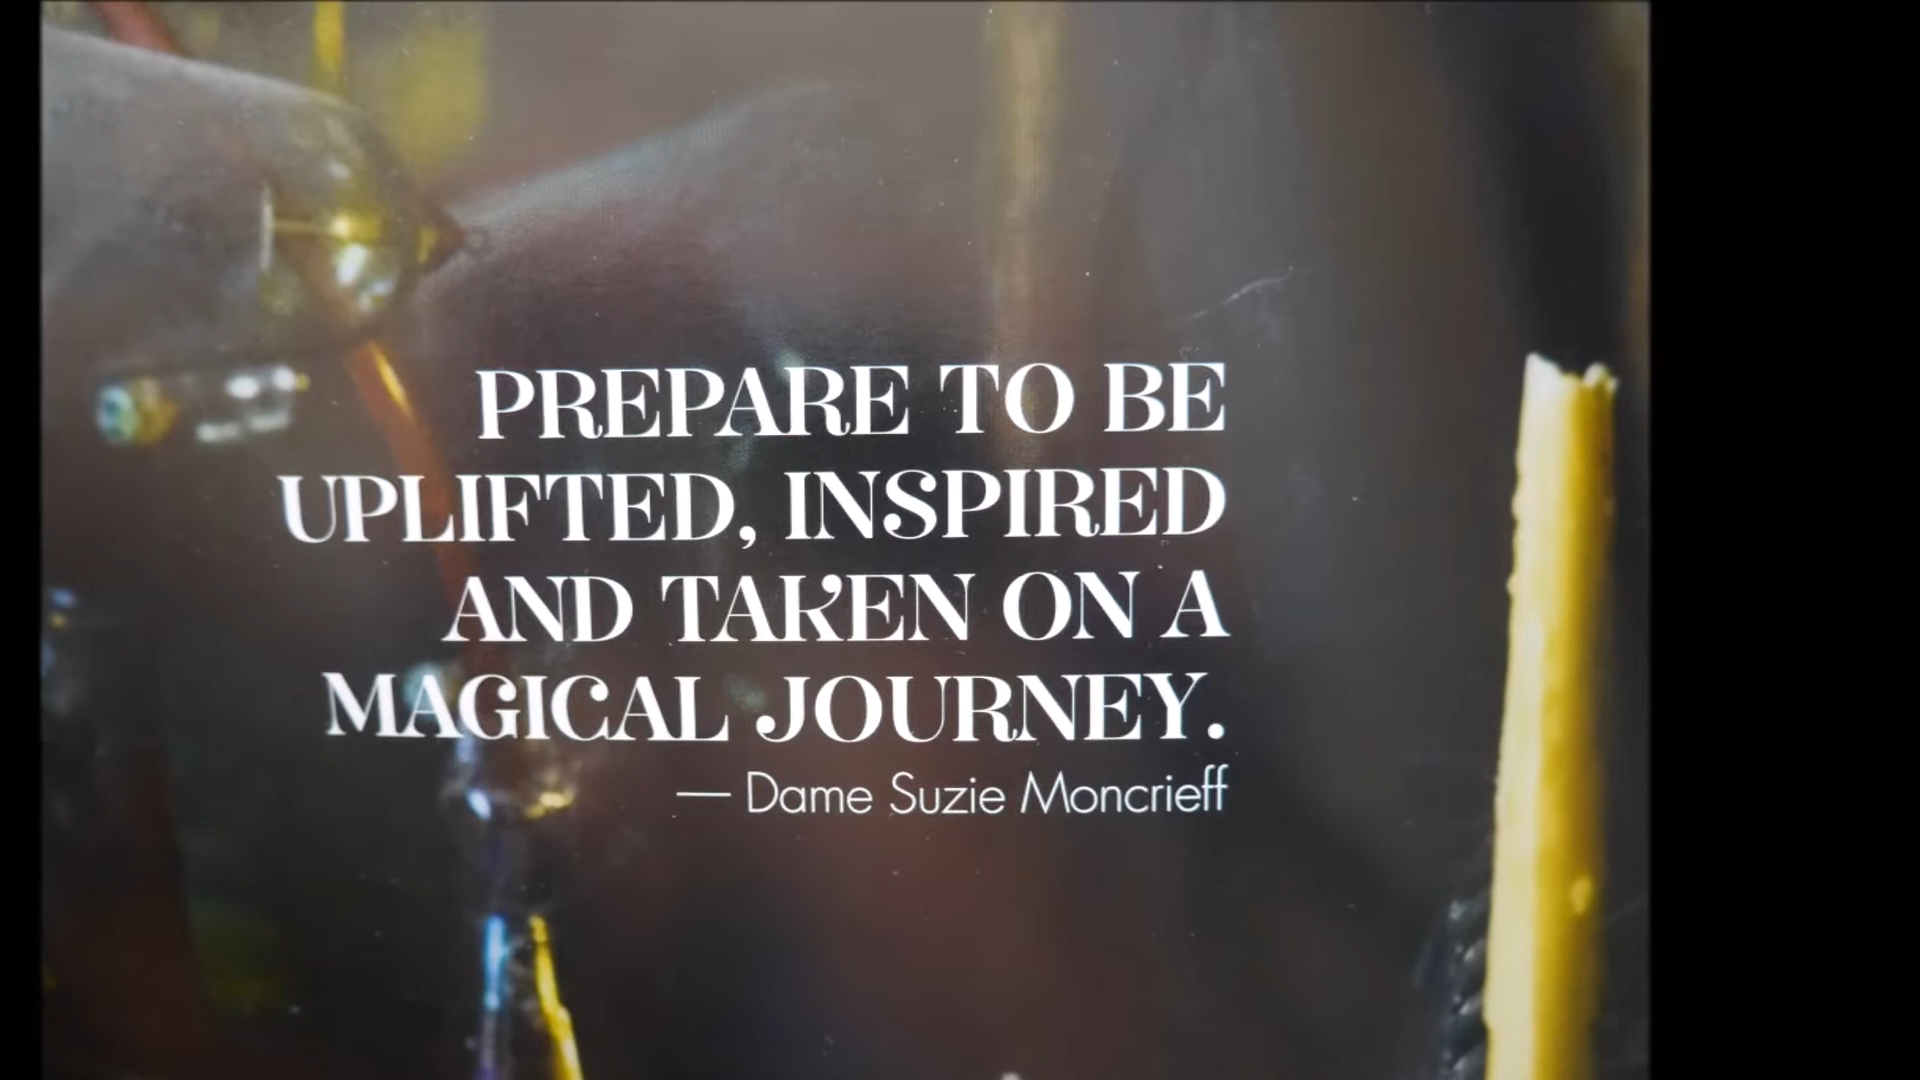 PREPARE TO BE
UPLIFTED, INSPIRED
AND TAKEN ON A
MAGICAL JOURNEY.
— Dame Suzie Moncrieff